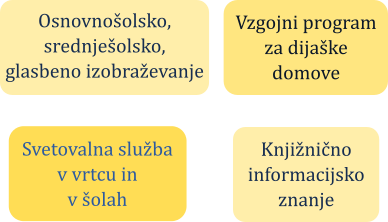 Osnovnošolsko,
srednješolsko,
glasbeno izobraževanje
Vzgojni program
za dijaške
domove
Svetovalna služba
v vrtcu in
v šolah
Knjižnično
informacijsko
znanje